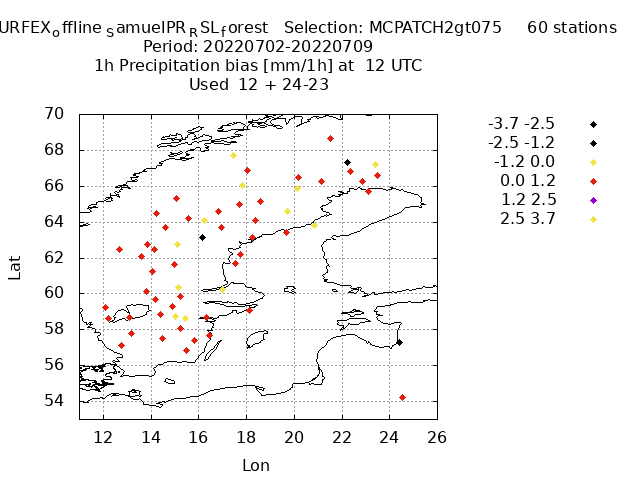 URFEXoffline SamuelPRRSLforest Selection: MCPATCH2gt075 60 stations
Period: 20220702-20220709
1h Precipitation bias [mm/1h] at 12 UTC
Used 12 + 24-23
70
68
66
64
62
60
58
56
54
12 14 16 18 20 22 24 26
Lat
Lon
-3.7 -2.5
-2.5 -1.2
-1.2 0.0
0.0 1.2
1.2 2.5
2.5 3.7